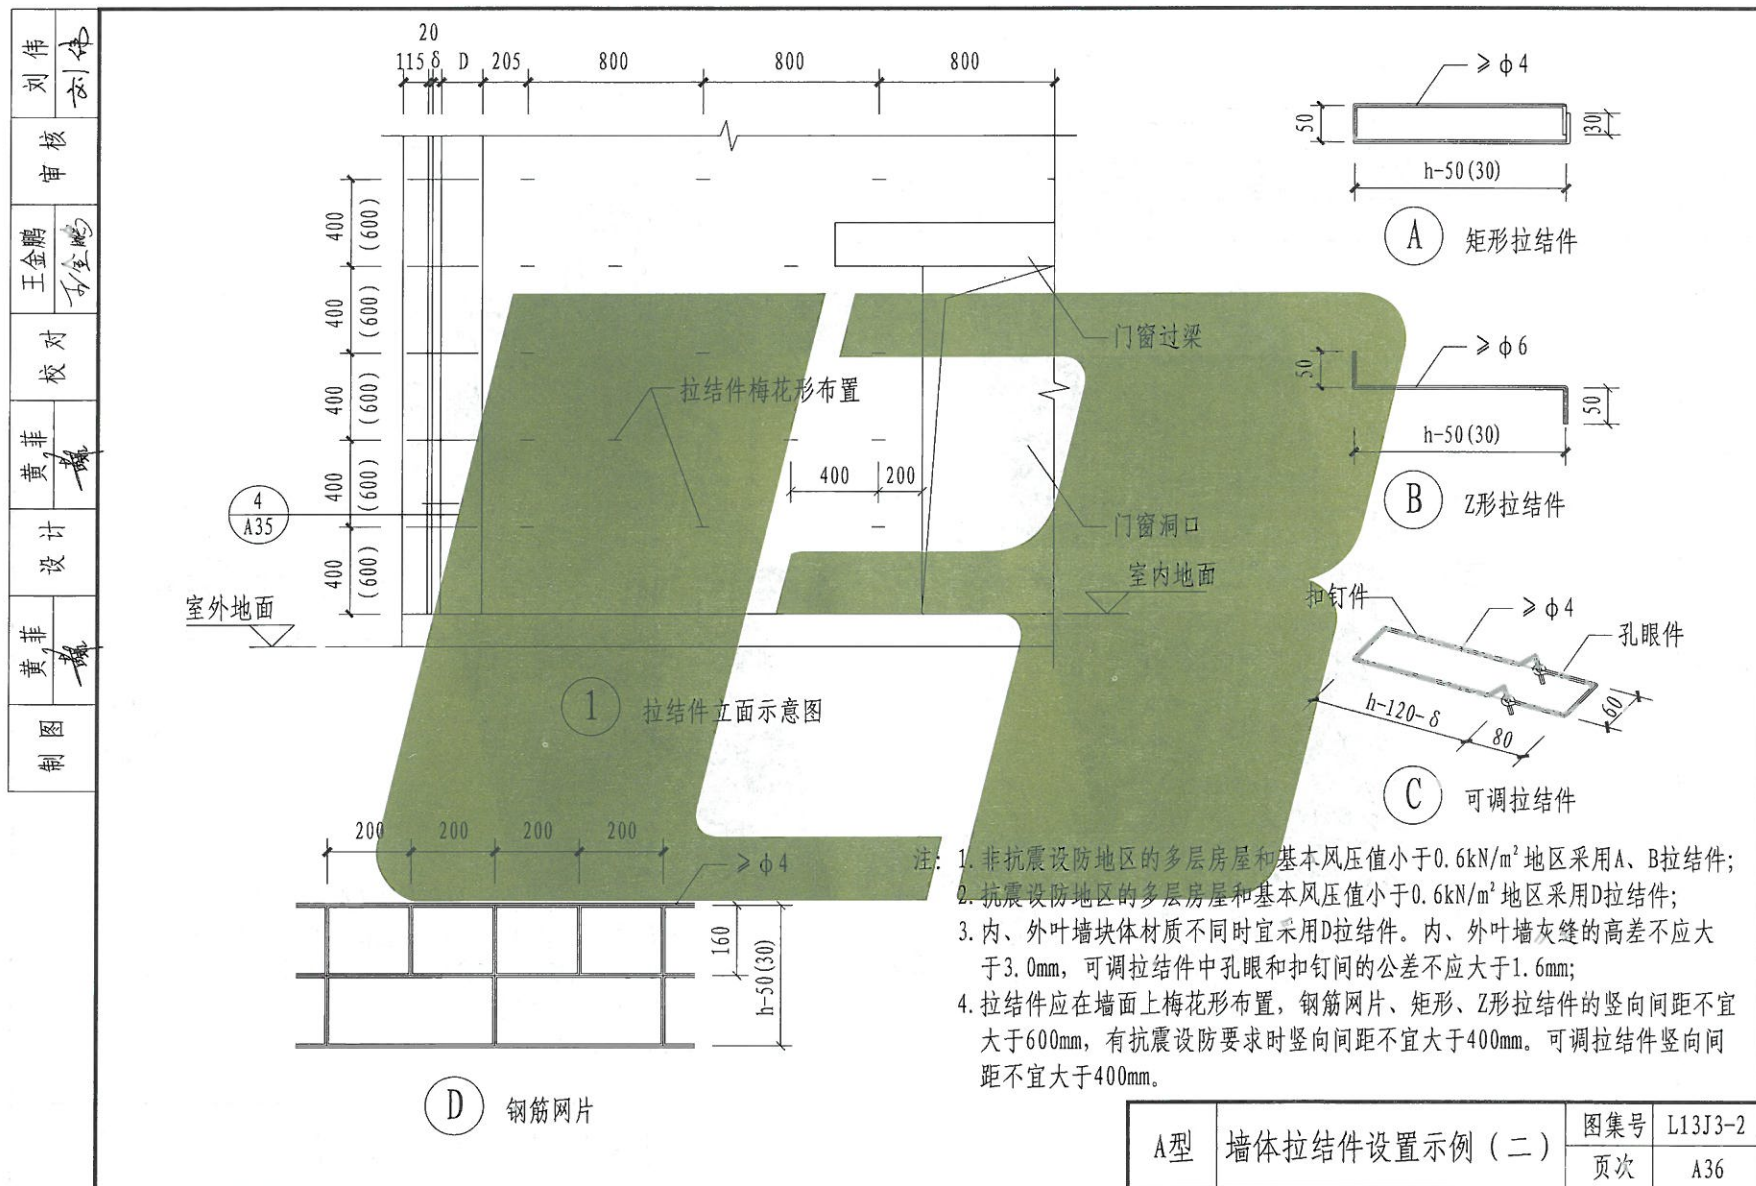 刘伟
审核
王金鹏
校对
黄菲
设计
黄菲
制图
20
115 δ D 205 800 800 800
400 (600)
400 (600)
400 (600)
400 (600)
400 (600)
4
A35
室外地面
拉结件梅花形布置
400 200
门窗过梁
门窗洞口
室内地面
1 拉结件立面示意图
≥φ4
50
30
h-50(30)
A 矩形拉结件
≥φ6
50
50
h-50(30)
B Z形拉结件
扣钉件
≥φ4
孔眼件
h-120-δ
80
60
C 可调拉结件
200 200 200 200
≥φ4
160
h-50(30)
D 钢筋网片
注: 1. 非抗震设防地区的多层房屋和基本风压值小于0.6kN/m²地区采用A、B拉结件;
2. 抗震设防地区的多层房屋和基本风压值小于0.6kN/m²地区采用D拉结件;
3. 内、外叶墙块体材质不同时宜采用D拉结件。内、外叶墙灰缝的高差不应大
于3.0mm, 可调拉结件中孔眼和扣钉间的公差不应大于1.6mm;
4. 拉结件应在墙面上梅花形布置, 钢筋网片、矩形、Z形拉结件的竖向间距不宜
大于600mm, 有抗震设防要求时竖向间距不宜大于400mm。可调拉结件竖向间
距不宜大于400mm。
A型 墙体拉结件设置示例（二）
图集号 L13J3-2
页次 A36